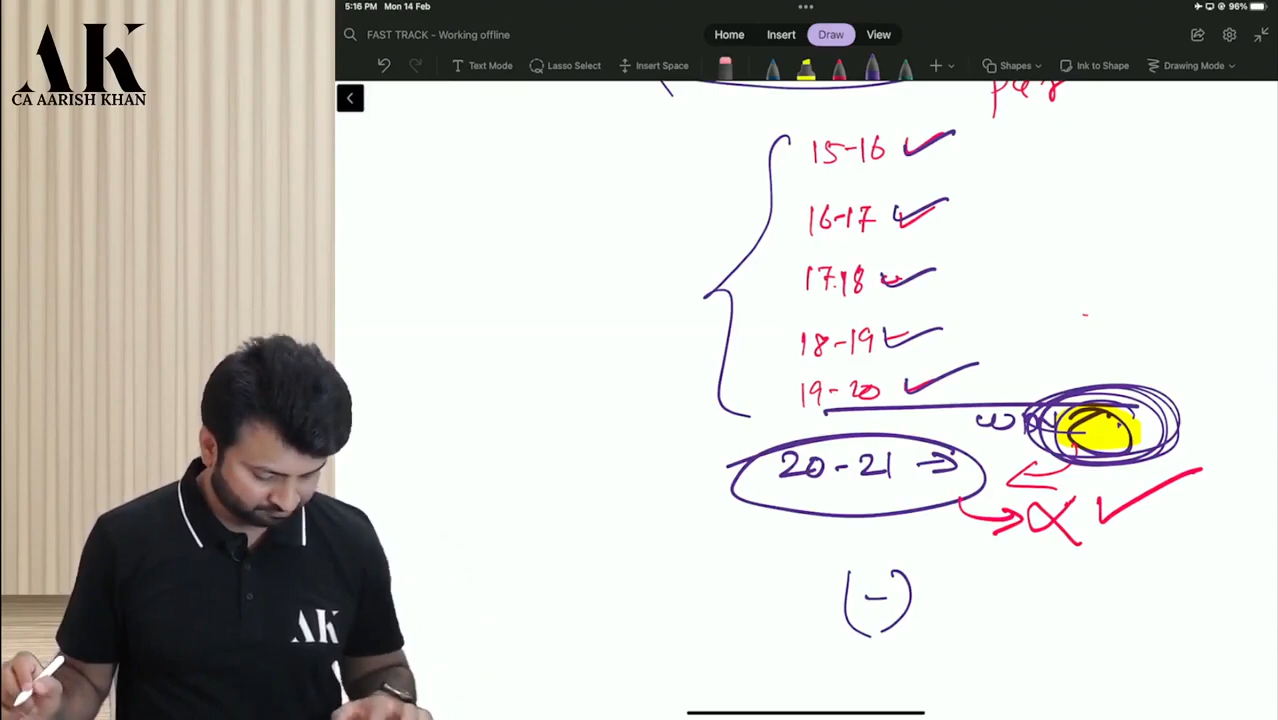 5:16 PM Mon 14 Feb
96%
AK
CA AARISH KHAN
FAST TRACK - Working offline
Home Insert Draw View
Text Mode Lasso Select Insert Space Shapes Ink to Shape Drawing Mode
15-16
16-17
17-18
18-19
19-20
20-21 →
(-)
AK